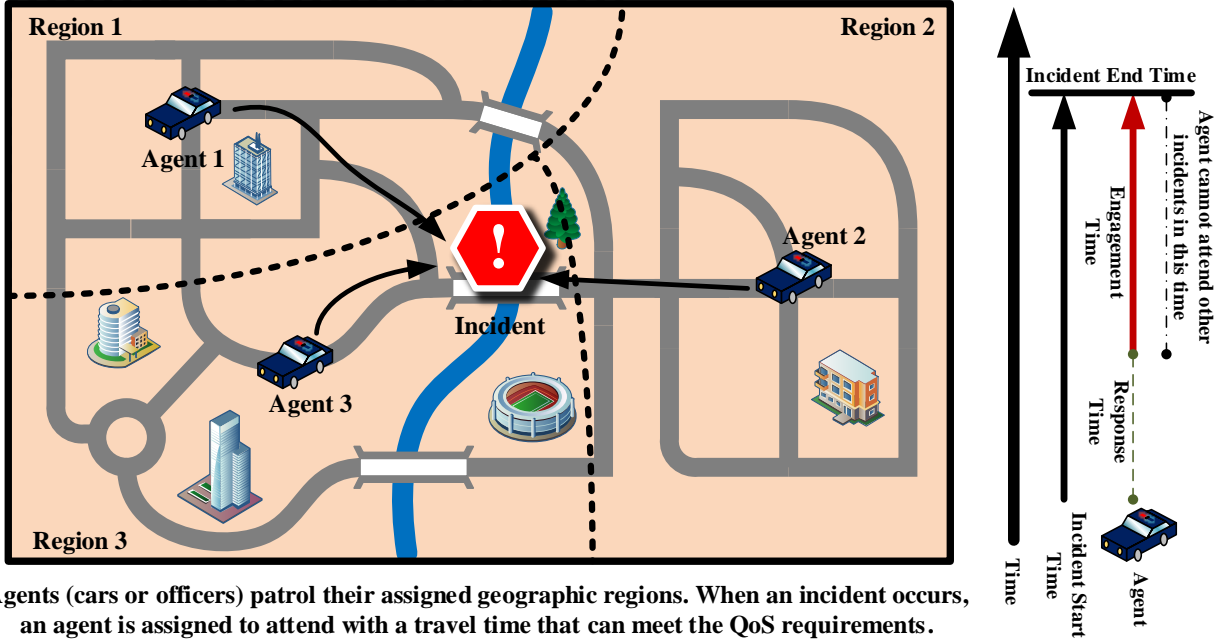 Region 1
Region 2
Agent 1
Agent 2
!
Incident
Agent 3
Region 3
Incident End Time
Agent cannot attend other
incidents in this time
Engagement
Time
Response
Time
Incident Start
Time
Agent
Time
gents (cars or officers) patrol their assigned geographic regions. When an incident occurs,
an agent is assigned to attend with a travel time that can meet the QoS requirements.